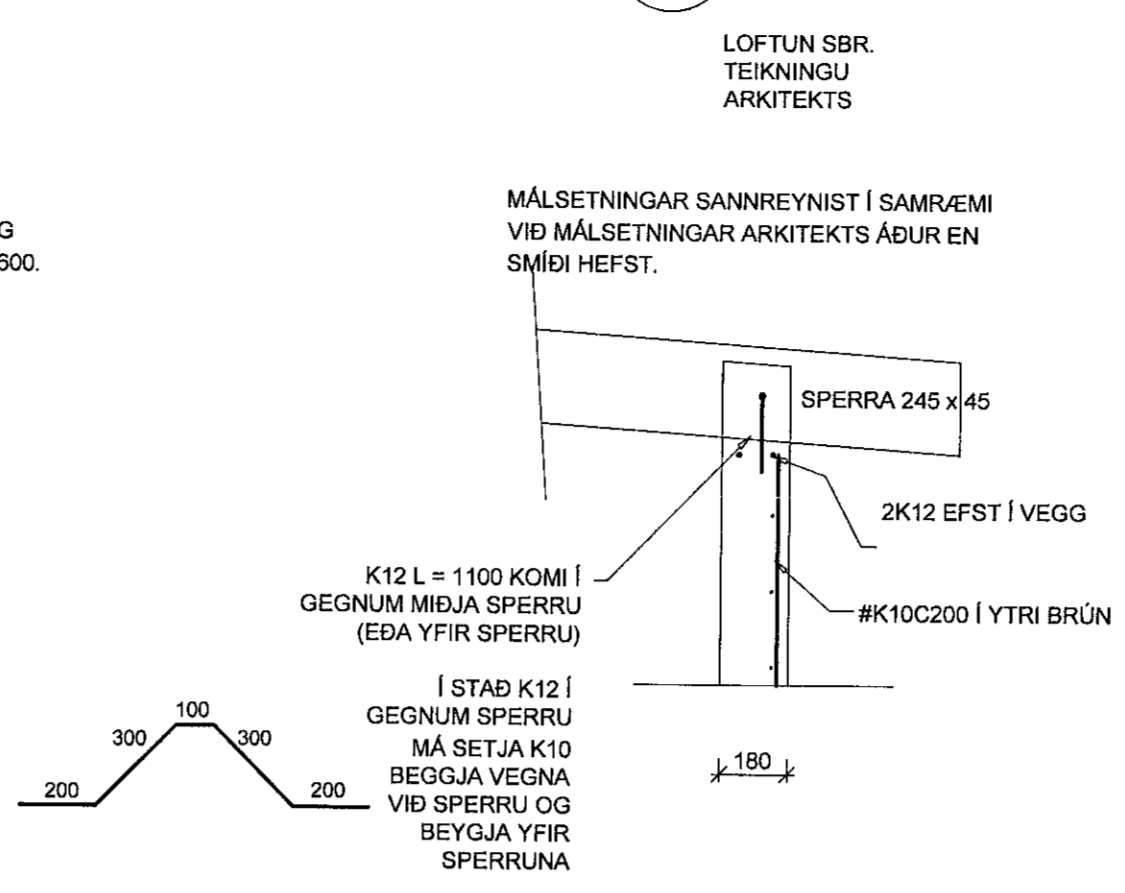 LOFTUN SBR.
TEIKNINGU
ARKITEKTS
MÁLSETNINGAR SANNREYNIST Í SAMRÆMI
VIÐ MÁLSETNINGAR ARKITEKTS ÁÐUR EN
SMÍÐI HEFST.
G
600.
SPERRA 245 x 45
2K12 EFST Í VEGG
K12 L = 1100 KOMI Í
GEGNUM MIÐJA SPERRU
(EÐA YFIR SPERRU)
#K10C200 Í YTRI BRÚN
Í STAÐ K12 Í
GEGNUM SPERRU
MÁ SETJA K10
BEGGJA VEGNA
VIÐ SPERRU OG
BEYGJA YFIR
SPERRUNA
100
300
300
200
200
180